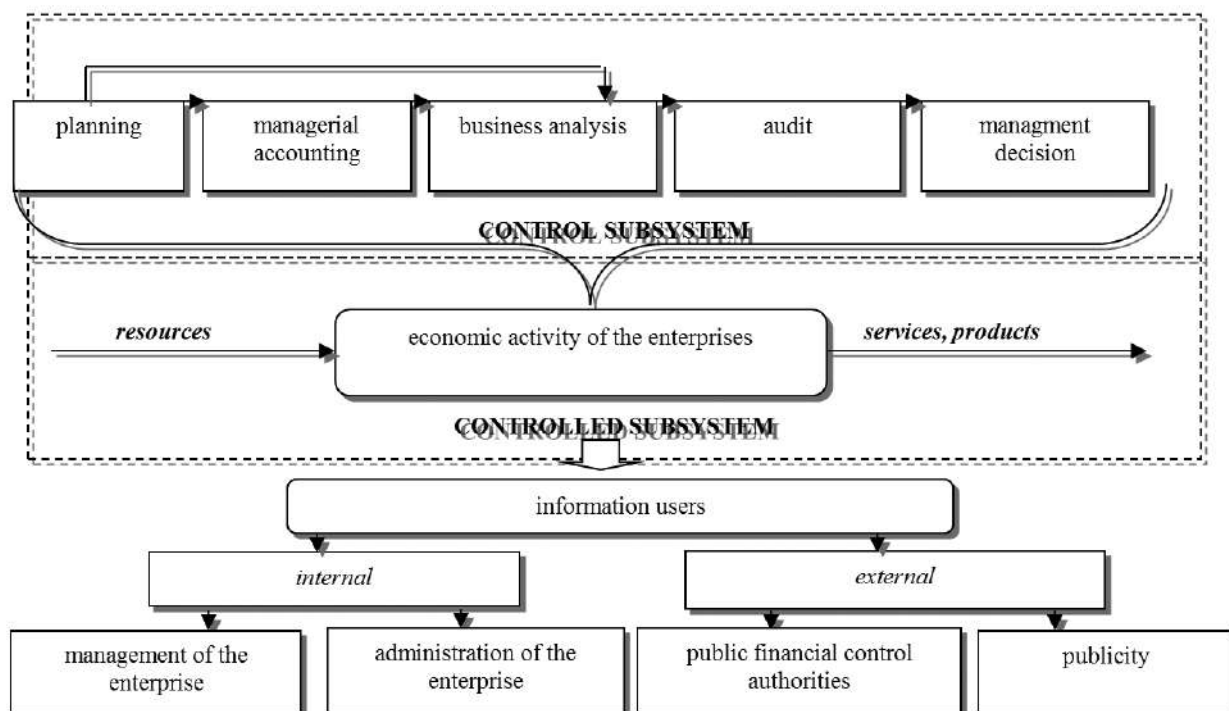 planning
managerial
accounting
business analysis
audit
managment
decision
CONTROL SUBSYSTEM
resources
economic activity of the enterprises
services, products
CONTROLLED SUBSYSTEM
information users
internal
external
management of the
enterprise
administration of the
enterprise
public financial control
authorities
publicity